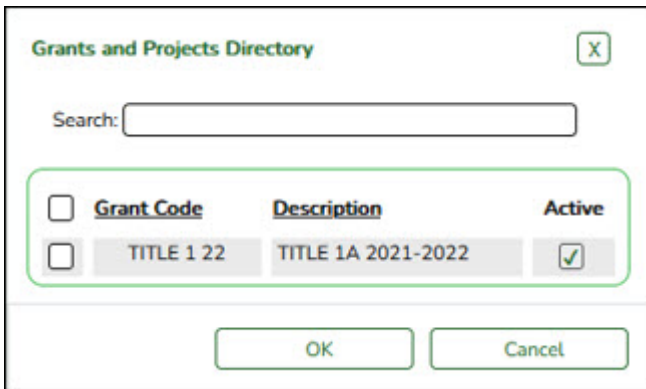 Grants and Projects Directory X
Search:
Grant Code Description Active
TITLE 1 22 TITLE 1A 2021-2022
OK Cancel